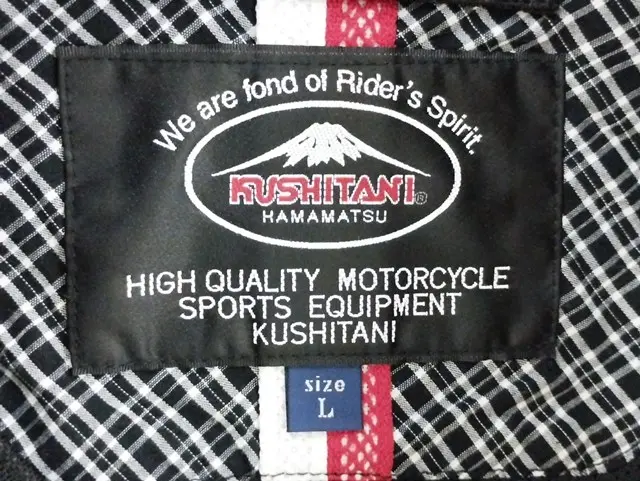 We are fond of Rider's Spirit.
KUSHITANI®
HAMAMATSU
HIGH QUALITY MOTORCYCLE
SPORTS EQUIPMENT
KUSHITANI
size
L